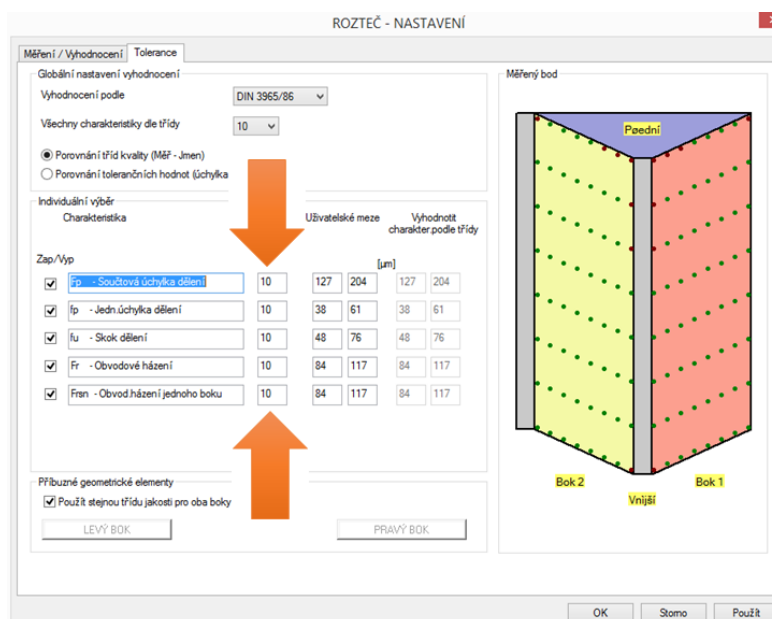 ROZTEČ - NASTAVENÍ
Měření / Vyhodnocení Tolerance
Globální nastavení vyhodnocení
Vyhodnocení podle DIN 3965/86
Všechny charakteristiky dle třídy 10
Porovnání tříd kvality (Měř - Jmen)
Porovnání tolerančních hodnot (úchylka
Individuální výběr
Charakteristika Uživatelské meze Vyhodnotit
charakter.podle třídy
Zap/Vyp [µm]
Fp - Součtová úchylka dělení 10 127 204 127 204
fp - Jedn.úchylka dělení 10 38 61 38 61
fu - Skok dělení 10 48 76 48 76
Fr - Obvodové házení 10 84 117 84 117
Frsn - Obvod.házení jednoho boku 10 84 117 84 117
Příbuzné geometrické elementy
Použít stejnou třídu jakosti pro oba boky
LEVÝ BOK PRAVÝ BOK
Měřený bod
Pøední
Bok 2 Bok 1
Vnìjší
OK Storno Použít